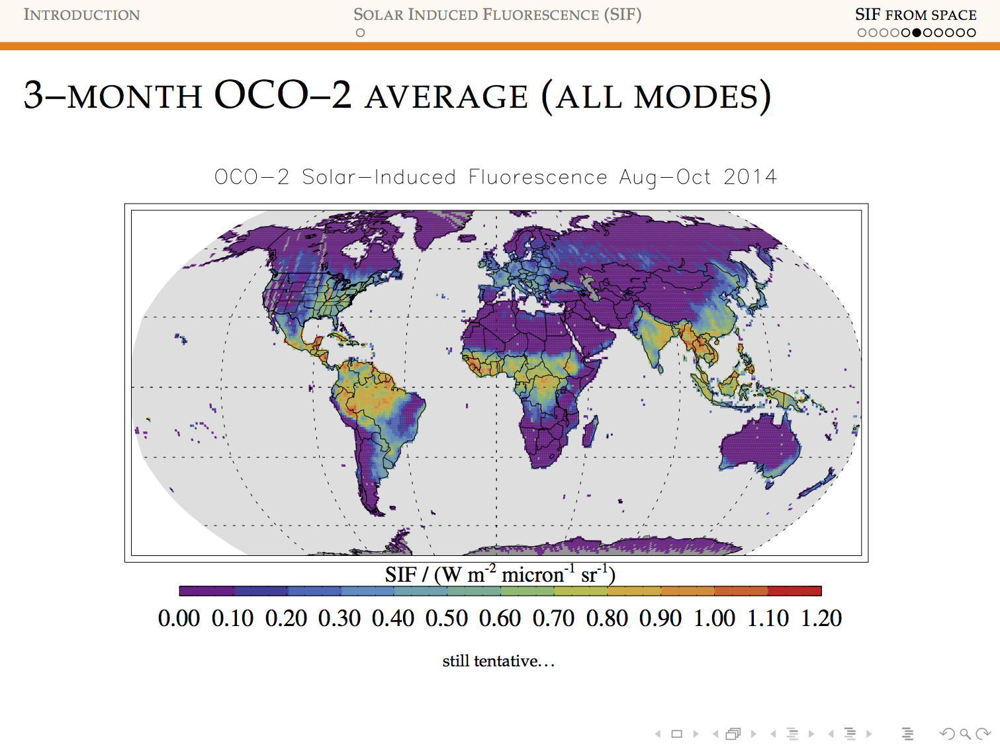 INTRODUCTION
SOLAR INDUCED FLUORESCENCE (SIF)
SIF FROM SPACE
3–MONTH OCO–2 AVERAGE (ALL MODES)
OCO−2 Solar−Induced Fluorescence Aug−Oct 2014
SIF / (W m⁻² micron⁻¹ sr⁻¹)
0.00 0.10 0.20 0.30 0.40 0.50 0.60 0.70 0.80 0.90 1.00 1.10 1.20
still tentative...